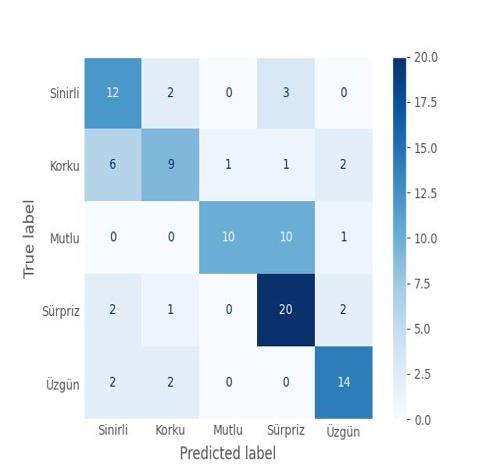 20.0
Sinirli 12 2 0 3 0
17.5
15.0
Korku 6 9 1 1 2
12.5
True label
Mutlu 0 0 10 10 1
10.0
7.5
Sürpriz 2 1 0 20 2
5.0
Üzgün 2 2 0 0 14
2.5
0.0
Sinirli Korku Mutlu Sürpriz Üzgün
Predicted label